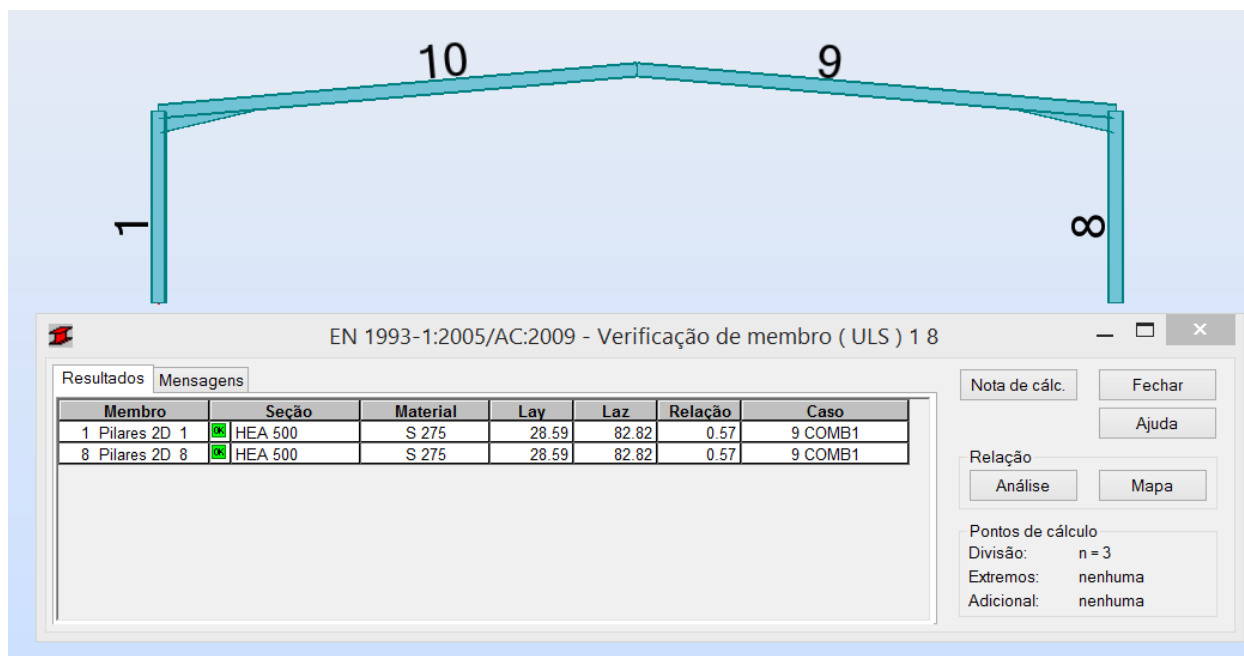 10
9
1
8
EN 1993-1:2005/AC:2009 - Verificação de membro ( ULS ) 1 8
Resultados Mensagens
Membro Seção Material Lay Laz Relação Caso
1 Pilares 2D 1 OK HEA 500 S 275 28.59 82.82 0.57 9 COMB1
8 Pilares 2D 8 OK HEA 500 S 275 28.59 82.82 0.57 9 COMB1
Nota de cálc. Fechar
Ajuda
Relação
Análise Mapa
Pontos de cálculo
Divisão: n = 3
Extremos: nenhuma
Adicional: nenhuma